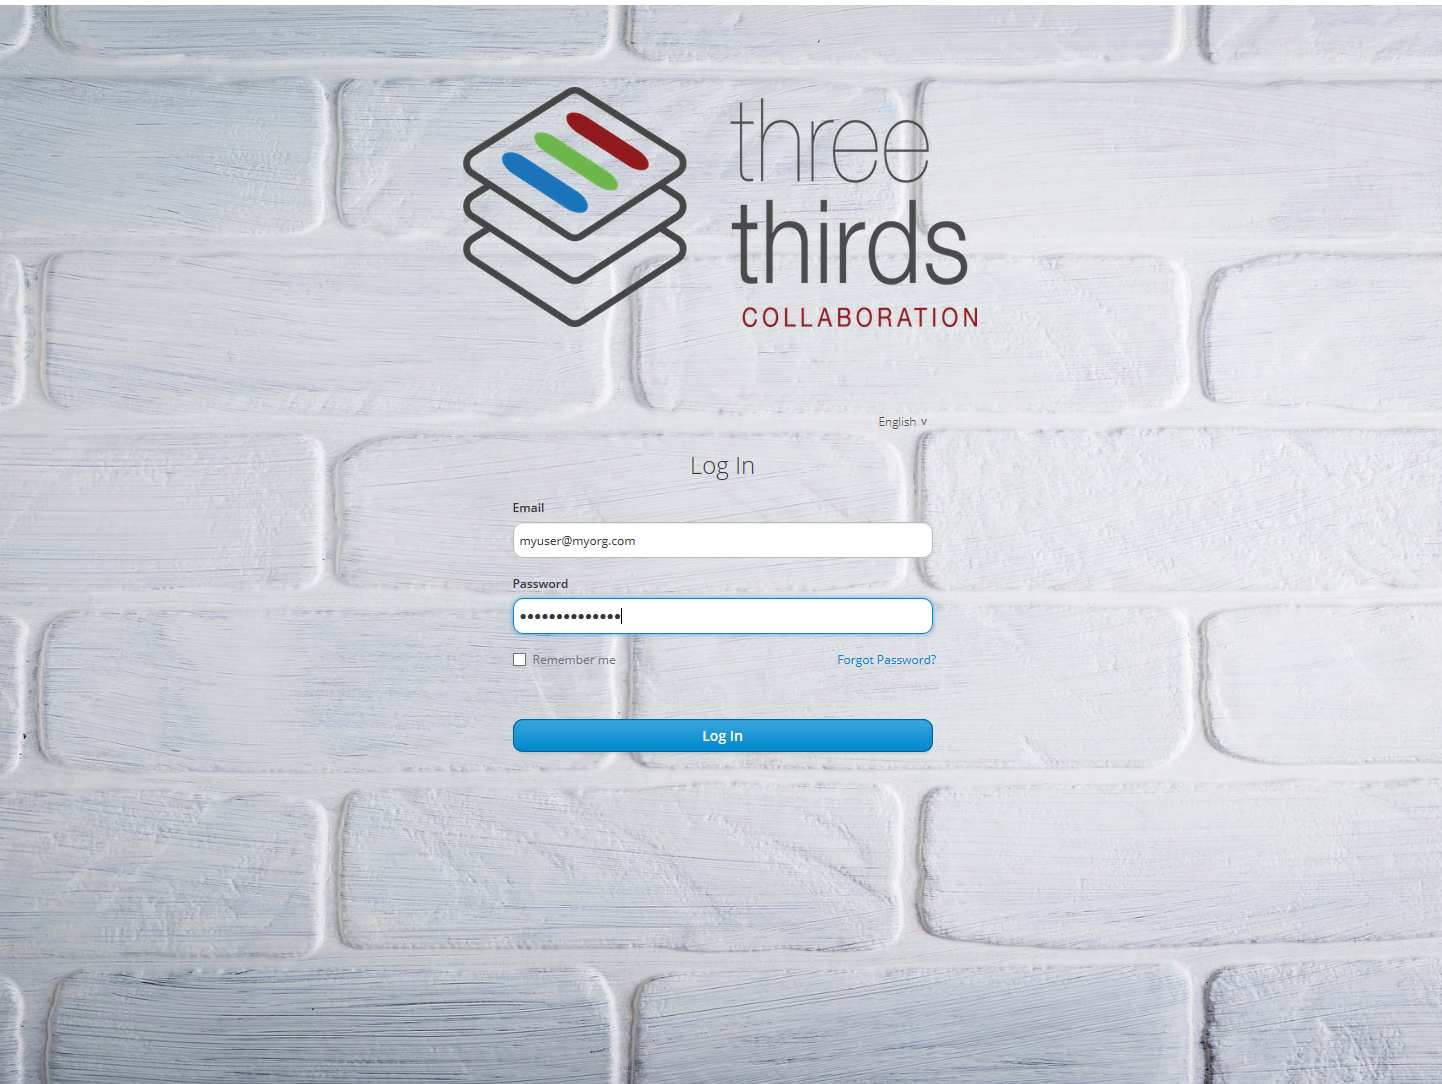 three
thirds
COLLABORATION
English v
Log In
Email
myuser@myorg.com
Password
••••••••••••••
Remember me
Forgot Password?
Log In